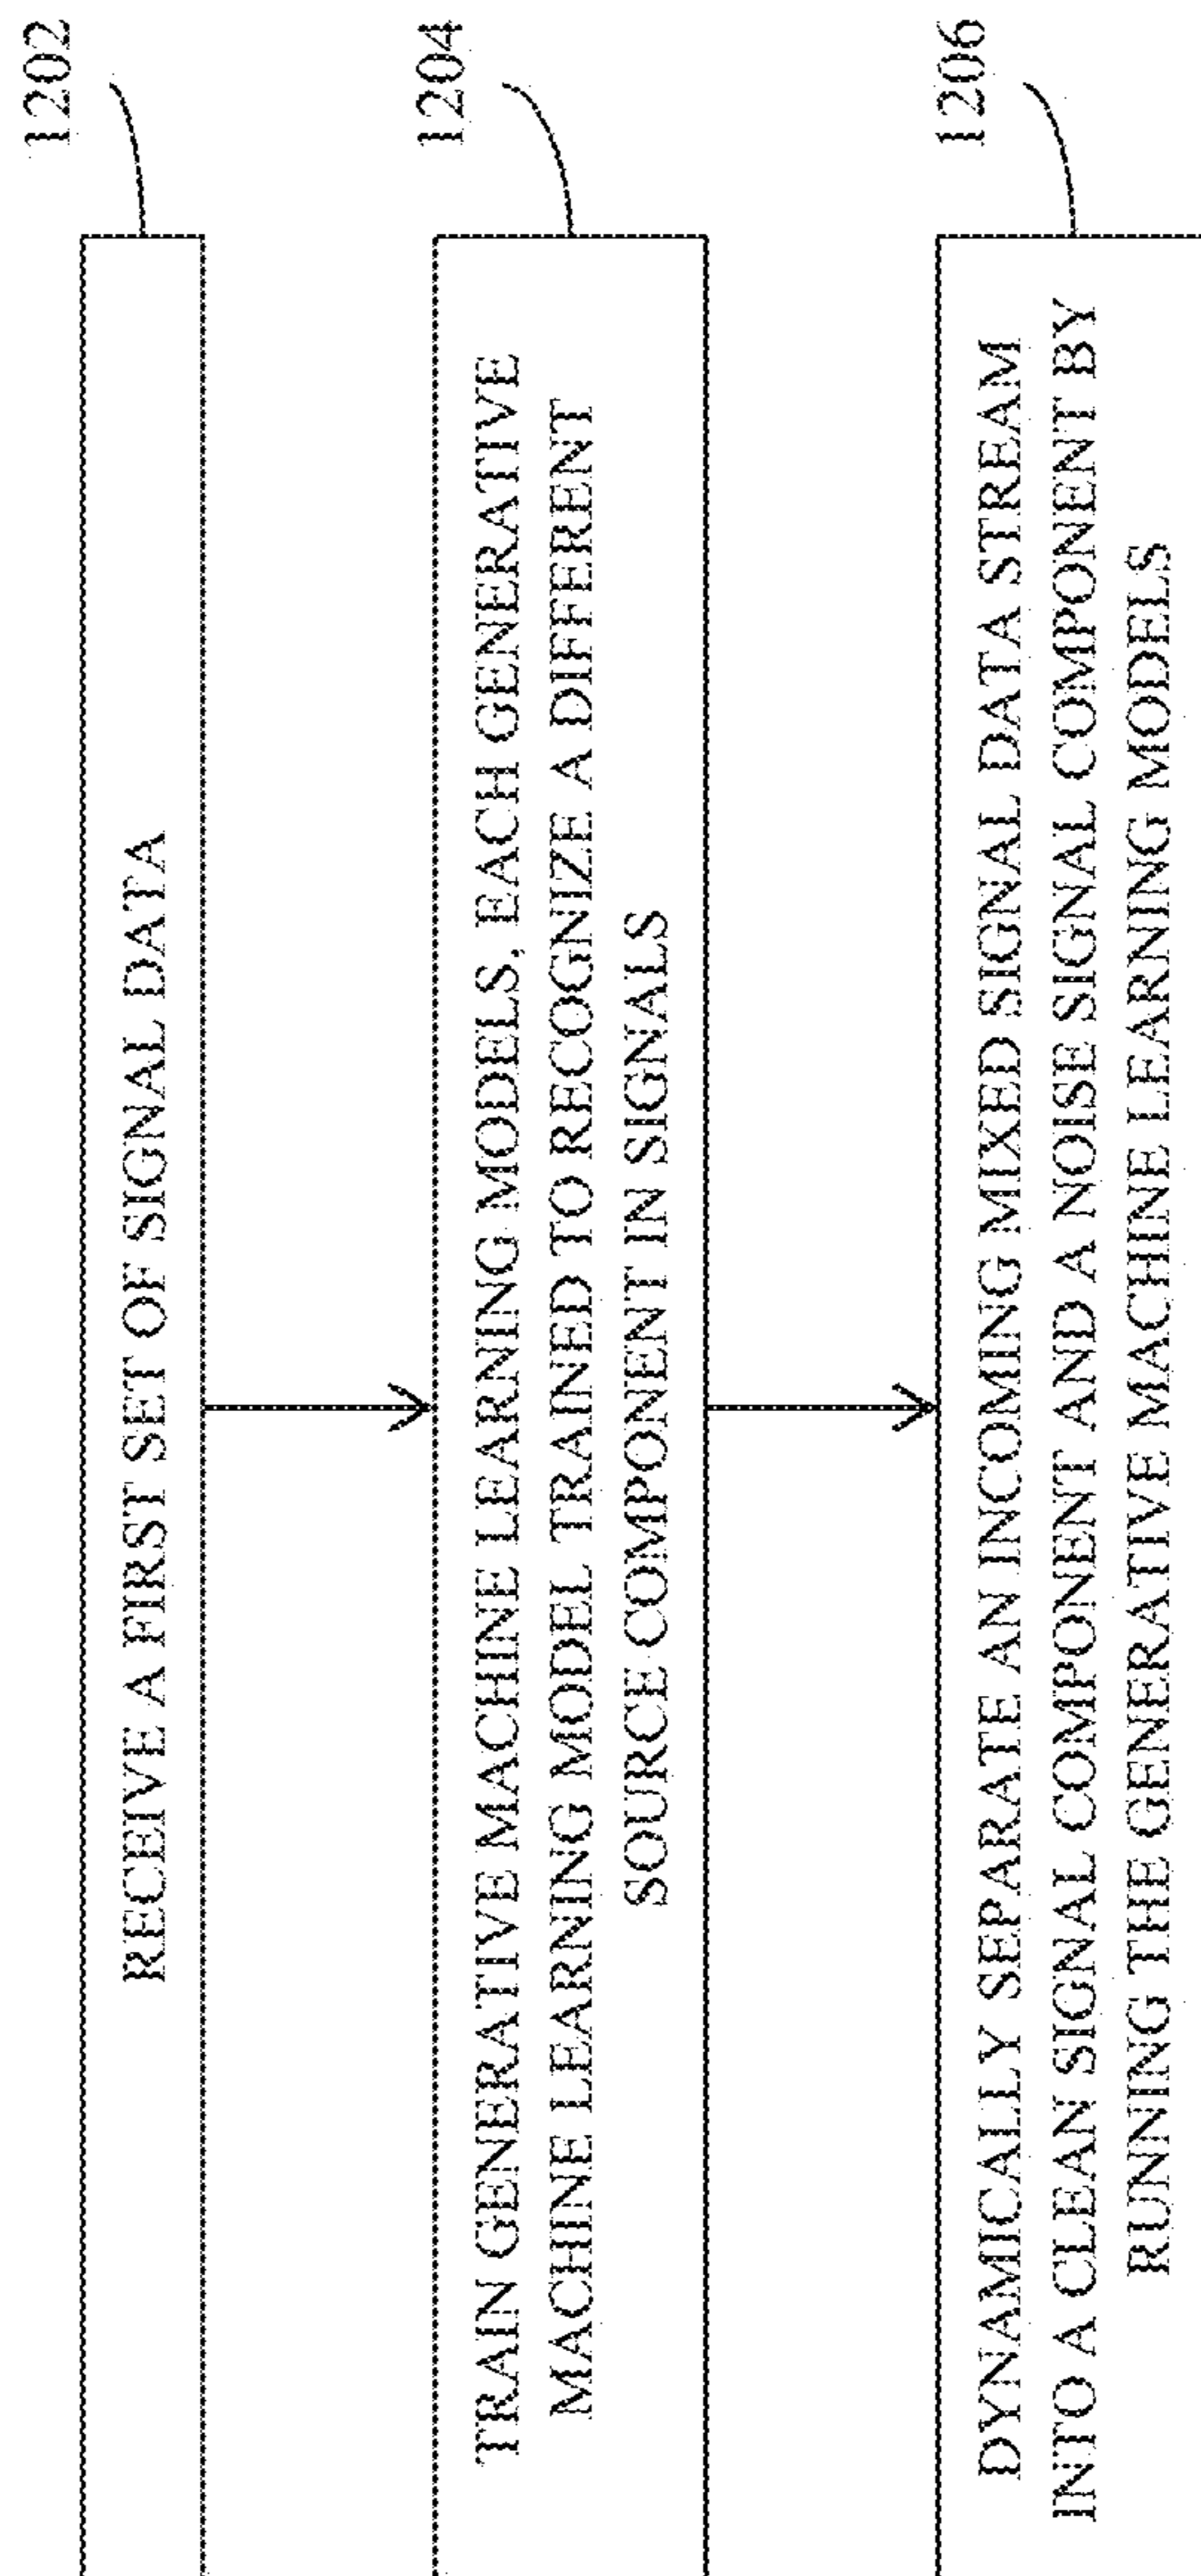 1202
RECEIVE A FIRST SET OF SIGNAL DATA
1204
TRAIN GENERATIVE MACHINE LEARNING MODELS, EACH GENERATIVE
MACHINE LEARNING MODEL TRAINED TO RECOGNIZE A DIFFERENT
SOURCE COMPONENT IN SIGNALS
1206
DYNAMICALLY SEPARATE AN INCOMING MIXED SIGNAL DATA STREAM
INTO A CLEAN SIGNAL COMPONENT AND A NOISE SIGNAL COMPONENT BY
RUNNING THE GENERATIVE MACHINE LEARNING MODELS